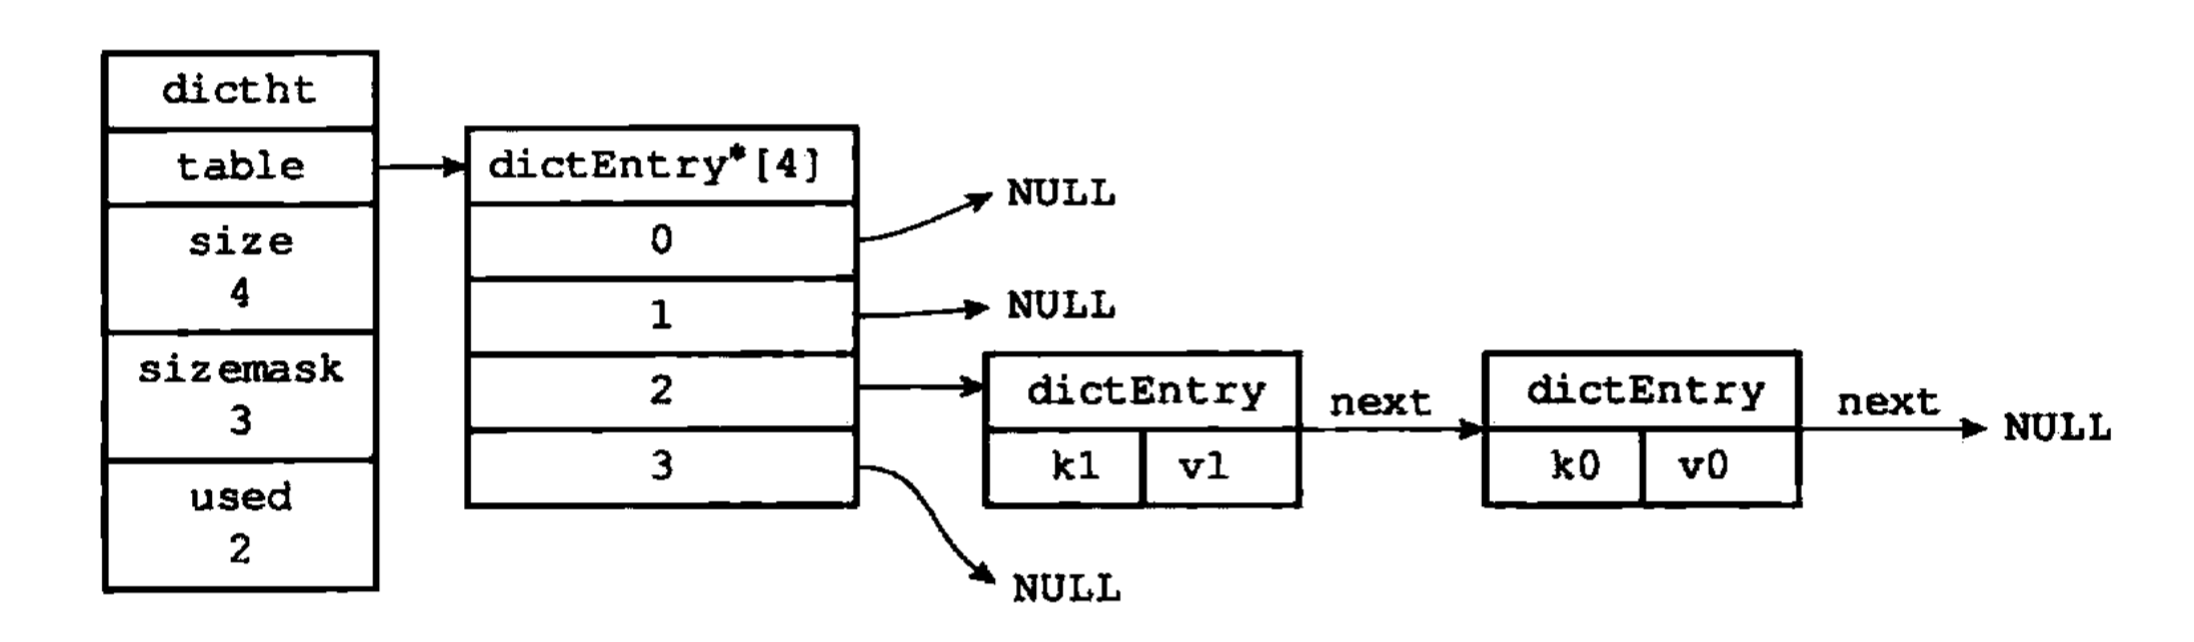 dictht
table
size
4
sizemask
3
used
2
dictEntry*[4]
0
1
2
3
NULL
NULL
dictEntry
k1 v1
next
dictEntry
k0 v0
next
NULL
NULL